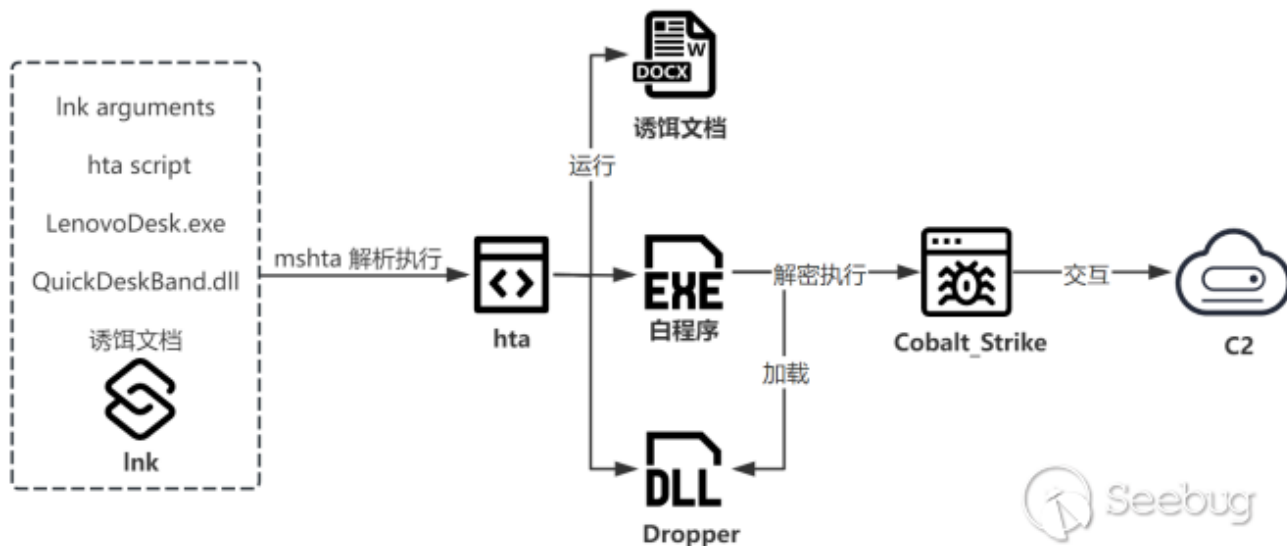 lnk arguments
hta script
LenovoDesk.exe
QuickDeskBand.dll
诱饵文档
lnk
mshta 解析执行
hta
运行
W
DOCX
诱饵文档
EXE
白程序
解密执行
加载
DLL
Dropper
Cobalt_Strike
交互
C2
Seebug